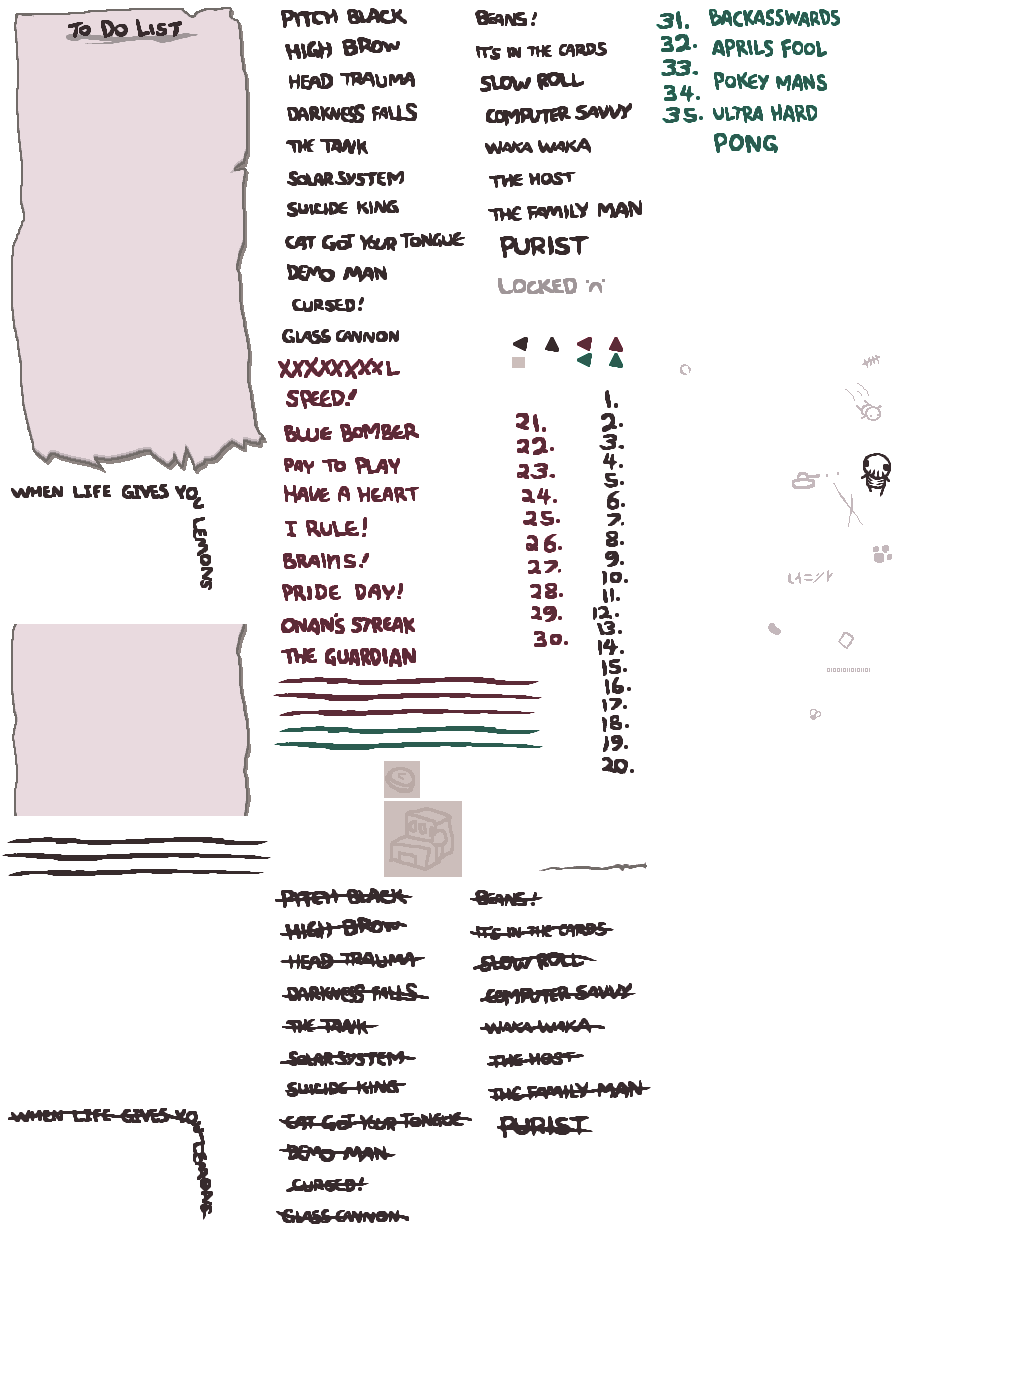 TO DO LIST
WHEN LIFE GIVES YOU LEMONS
PITCH BLACK
HIGH BROW
HEAD TRAUMA
DARKNESS FALLS
THE TANK
SOLAR SYSTEM
SUICIDE KING
CAT GOT YOUR TONGUE
DEMO MAN
CURSED!
GLASS CANNON
XXXXXXXXL
SPEED!
BLUE BOMBER
PAY TO PLAY
HAVE A HEART
I RULE!
BRAINS!
PRIDE DAY!
ONAN'S STREAK
THE GUARDIAN
BEANS!
IT'S IN THE CARDS
SLOW ROLL
COMPUTER SAVVY
WAKA WAKA
THE HOST
THE FAMILY MAN
PURIST
LOCKED
21.
22.
23.
24.
25.
26.
27.
28.
29.
30.
1.
2.
3.
4.
5.
6.
7.
8.
9.
10.
11.
12.
13.
14.
15.
16.
17.
18.
19.
20.
31.
32.
33.
34.
35.
BACKASSWARDS
APRILS FOOL
POKEY MANS
ULTRA HARD
PONG
PITCH BLACK
HIGH BROW
HEAD TRAUMA
DARKNESS FALLS
THE TANK
SOLAR SYSTEM
SUICIDE KING
CAT GOT YOUR TONGUE
DEMO MAN
CURSED!
GLASS CANNON
BEANS!
IT'S IN THE CARDS
SLOW ROLL
COMPUTER SAVVY
WAKA WAKA
THE HOST
THE FAMILY MAN
PURIST
WHEN LIFE GIVES YOU LEMONS